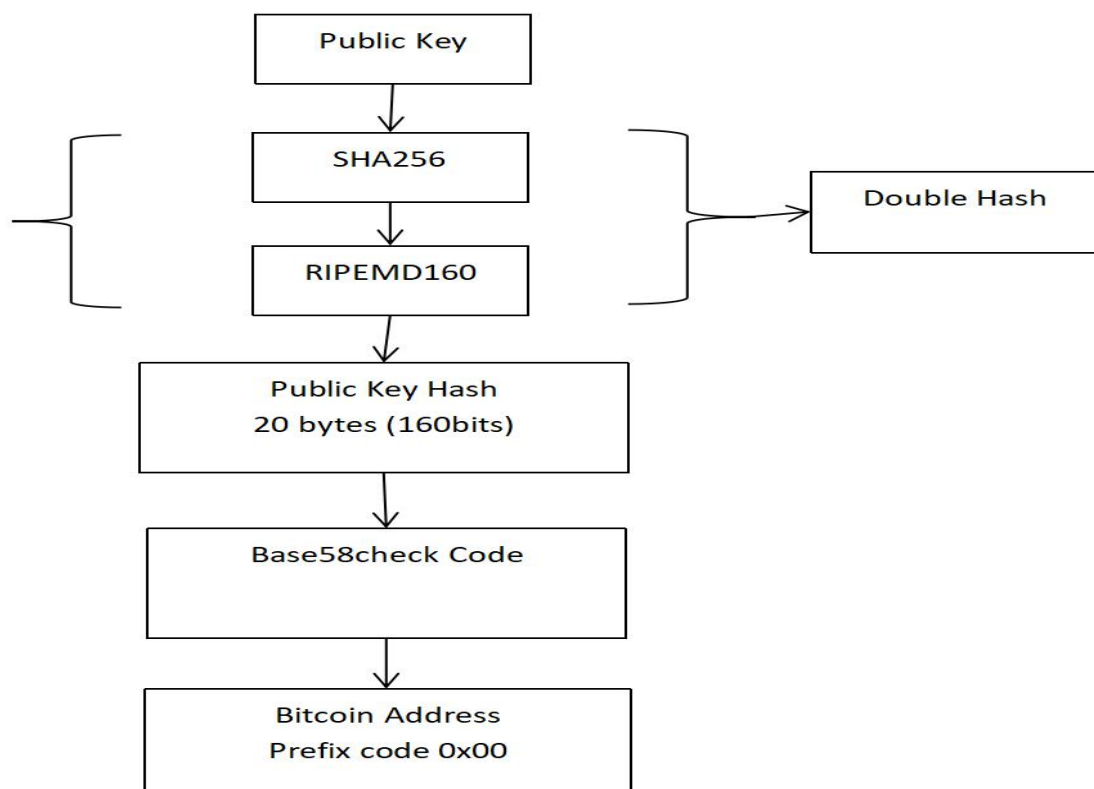 Public Key
SHA256
Double Hash
RIPEMD160
Public Key Hash
20 bytes (160bits)
Base58check Code
Bitcoin Address
Prefix code 0x00